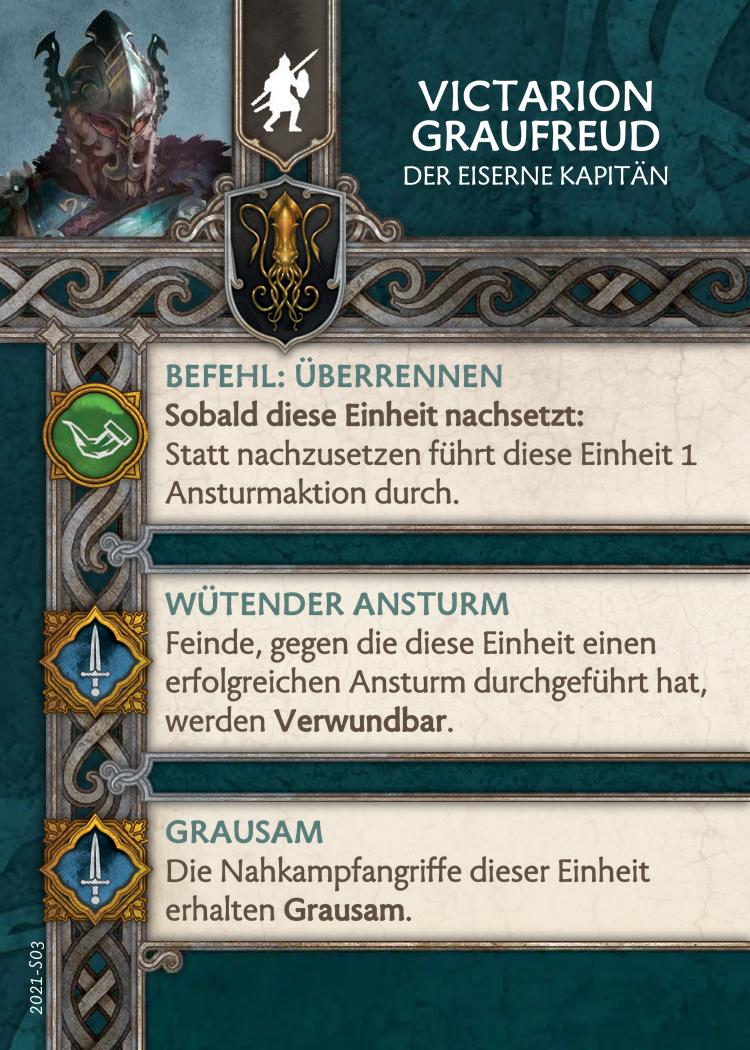 VICTARION
GRAUFREUD
DER EISERNE KAPITÄN
BEFEHL: ÜBERRENNEN
Sobald diese Einheit nachsetzt:
Statt nachzusetzen führt diese Einheit 1
Ansturmaktion durch.
WÜTENDER ANSTURM
Feinde, gegen die diese Einheit einen
erfolgreichen Ansturm durchgeführt hat,
werden Verwundbar.
GRAUSAM
Die Nahkampfangriffe dieser Einheit
erhalten Grausam.
2021-S03